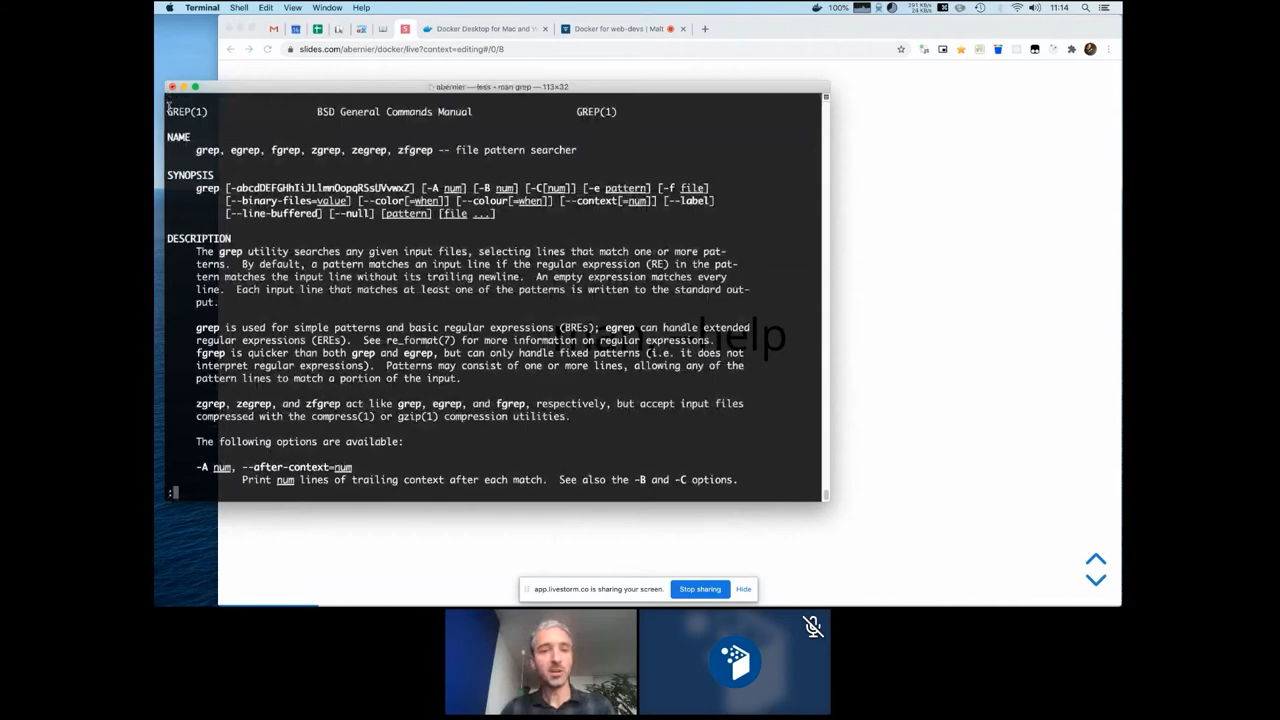 Terminal Shell Edit View Window Help 100% 11:14
Docker Desktop for Mac and W Docker for web-devs | Malt
slides.com/abernier/docker/live?context=editing#/0/8
abernier — less ◂ man grep — 113×32
GREP(1) BSD General Commands Manual GREP(1)
NAME
grep, egrep, fgrep, zgrep, zegrep, zfgrep -- file pattern searcher
SYNOPSIS
grep [-abcdDEFGHhIiJLlmnOopqRSsUVvwxZ] [-A num] [-B num] [-C[num]] [-e pattern] [-f file]
[--binary-files=value] [--color[=when]] [--colour[=when]] [--context[=num]] [--label]
[--line-buffered] [--null] [pattern] [file ...]
DESCRIPTION
The grep utility searches any given input files, selecting lines that match one or more pat-
terns. By default, a pattern matches an input line if the regular expression (RE) in the pat-
tern matches the input line without its trailing newline. An empty expression matches every
line. Each input line that matches at least one of the patterns is written to the standard out-
put.
grep is used for simple patterns and basic regular expressions (BREs); egrep can handle extended
regular expressions (EREs). See re_format(7) for more information on regular expressions.
fgrep is quicker than both grep and egrep, but can only handle fixed patterns (i.e. it does not
interpret regular expressions). Patterns may consist of one or more lines, allowing any of the
pattern lines to match a portion of the input.
zgrep, zegrep, and zfgrep act like grep, egrep, and fgrep, respectively, but accept input files
compressed with the compress(1) or gzip(1) compression utilities.
The following options are available:
-A num, --after-context=num
Print num lines of trailing context after each match. See also the -B and -C options.
:
help
app.livestorm.co is sharing your screen. Stop sharing Hide